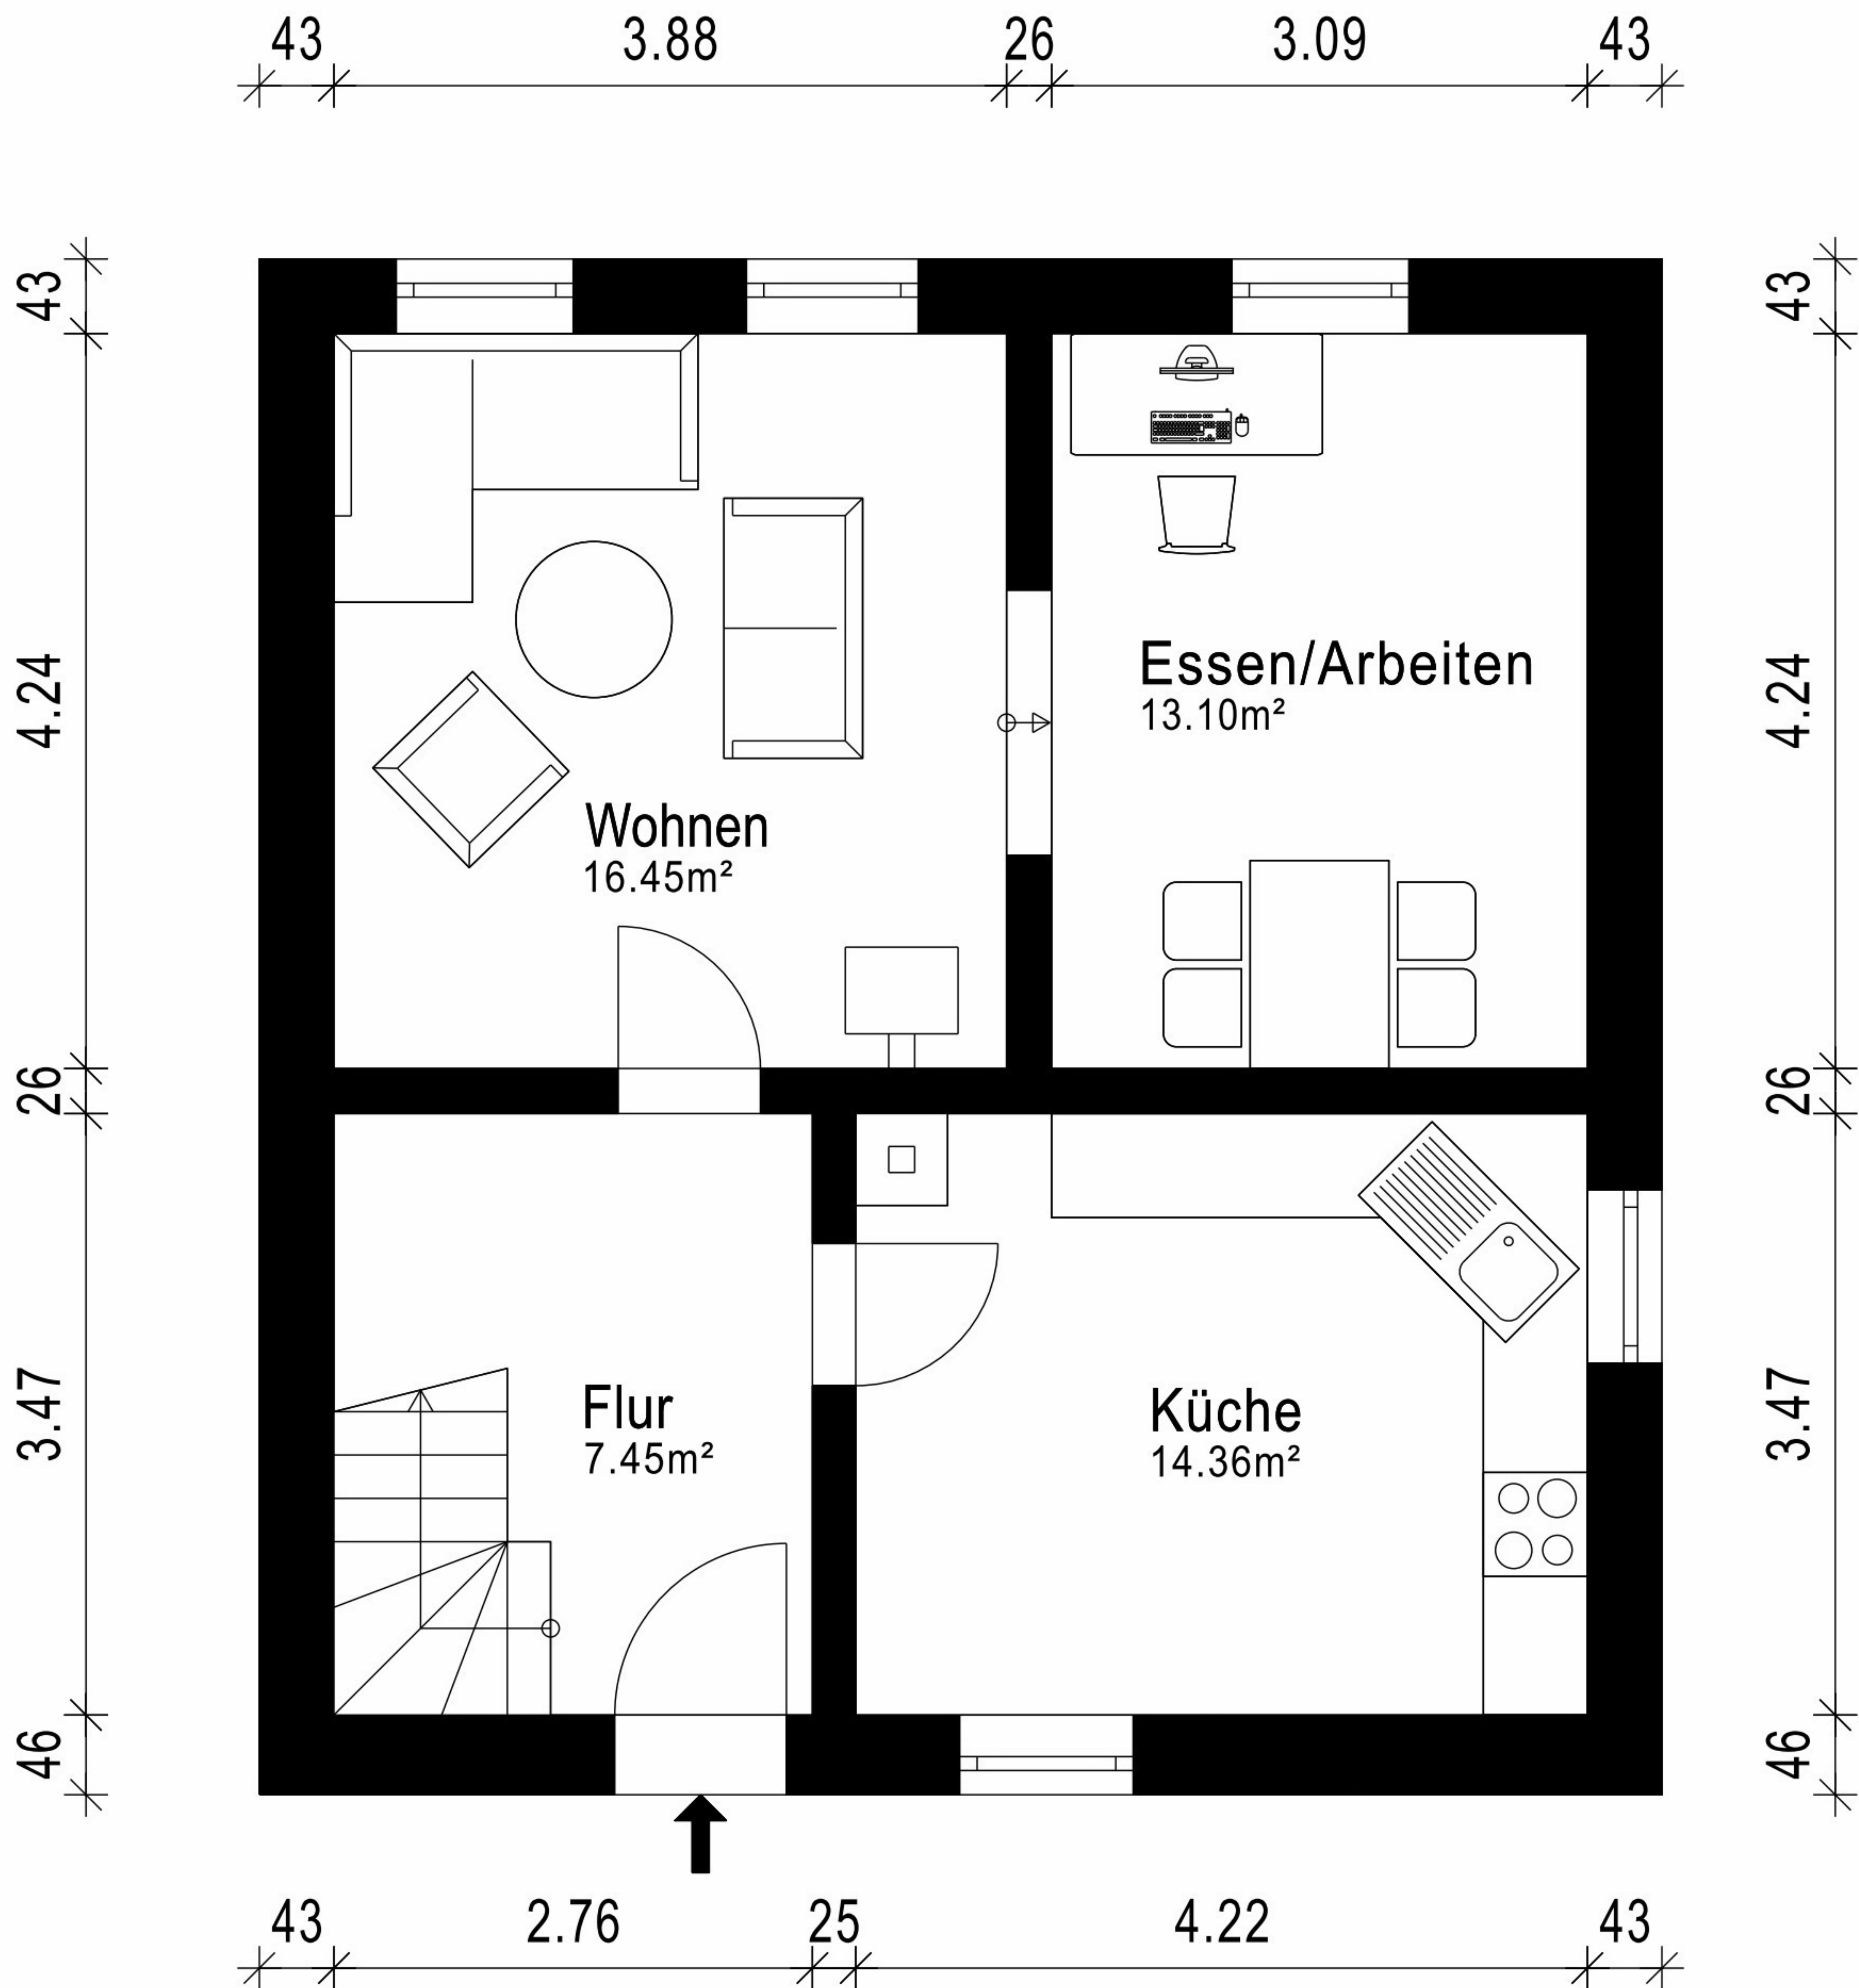 43 3.88 26 3.09 43
43 43
4.24 4.24
Essen/Arbeiten
13.10m²
Wohnen
16.45m²
26 26
3.47 3.47
Flur
7.45m²
Küche
14.36m²
46 46
43 2.76 25 4.22 43